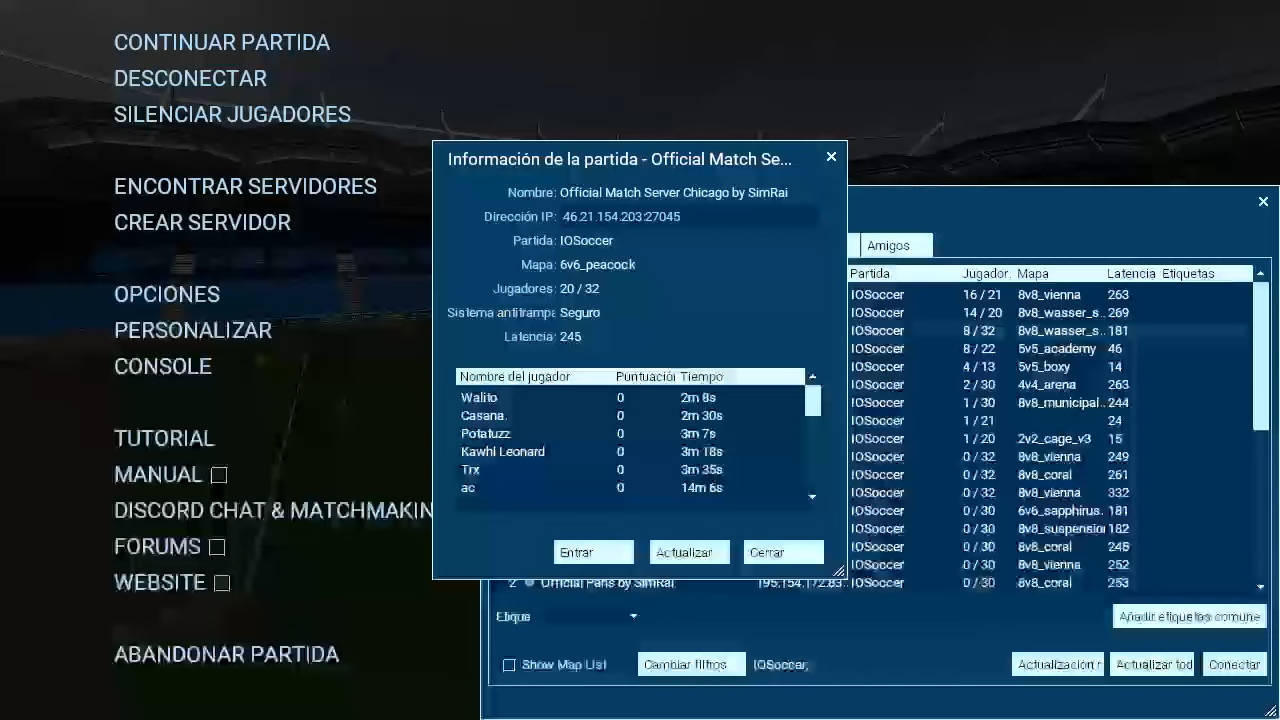 CONTINUAR PARTIDA
DESCONECTAR
SILENCIAR JUGADORES
ENCONTRAR SERVIDORES
CREAR SERVIDOR
OPCIONES
PERSONALIZAR
CONSOLE
TUTORIAL
MANUAL
DISCORD CHAT & MATCHMAKIN
FORUMS
WEBSITE
ABANDONAR PARTIDA
Información de la partida - Official Match Se...
Nombre: Official Match Server Chicago by SimRai
Dirección IP: 46.21.154.203:27045
Partida: IOSoccer
Mapa: 6v6_peacock
Jugadores: 20 / 32
Sistema antitrampa Seguro
Latencia: 245
Nombre del jugador Puntuació Tiempo
Walito 0 2m 8s
Casana. 0 2m 30s
Potatuzz 0 3m 7s
Kawhl Leonard 0 3m 18s
Trx 0 3m 35s
ac 0 14m 6s
Entrar Actualizar Cerrar
Amigos
Partida Jugador. Mapa Latencia Etiquetas
IOSoccer 16 / 21 8v8_vienna 263
IOSoccer 14 / 20 8v8_wasser_s.. 269
IOSoccer 8 / 32 8v8_wasser_s.. 181
IOSoccer 8 / 22 5v5_academy 46
IOSoccer 4 / 13 5v5_boxy 14
IOSoccer 2 / 30 4v4_arena 263
IOSoccer 1 / 30 8v8_municipal.. 244
IOSoccer 1 / 21 24
IOSoccer 1 / 20 2v2_cage_v3 15
IOSoccer 0 / 32 8v8_vienna 249
IOSoccer 0 / 32 8v8_coral 261
IOSoccer 0 / 32 8v8_vienna 332
IOSoccer 0 / 30 6v6_sapphirus. 181
IOSoccer 0 / 30 8v8_suspensio 182
IOSoccer 0 / 30 8v8_coral 245
IOSoccer 0 / 30 8v8_vienna 252
2 Official Paris by SimRai 195.154.172.83: IOSoccer 0 / 30 8v8_coral 253
Etique
Añadir etiquetas comune
Show Map List Cambiar filtros IOSoccer; Actualización r Actualizar tod Conectar